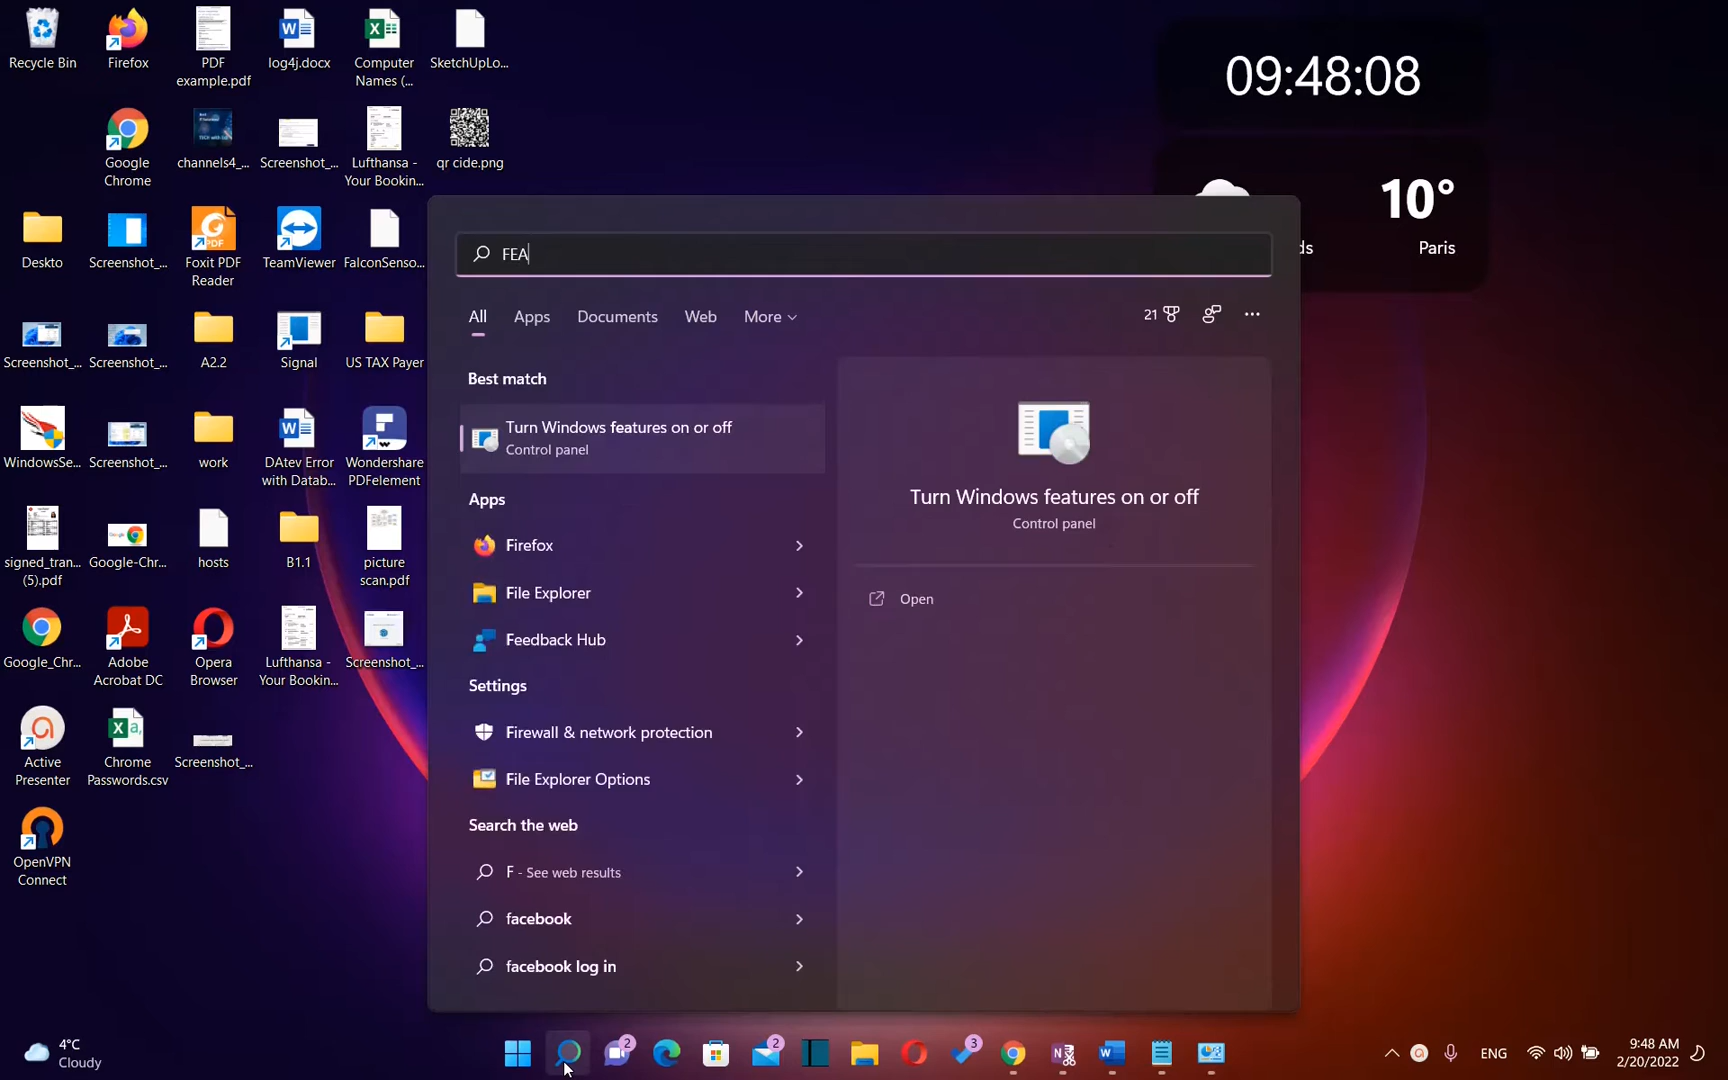 Recycle Bin
Firefox
PDF
example.pdf
log4j.docx
Computer
Names (...
SketchUpLo...
Google
Chrome
channels4_...
Screenshot_...
Lufthansa -
Your Bookin...
qr cide.png
Deskto
Screenshot_...
Foxit PDF
Reader
TeamViewer
FalconSenso...
Screenshot_...
Screenshot_...
A2.2
Signal
US TAX Payer
WindowsSe...
Screenshot_...
work
DAtev Error
with Datab...
Wondershare
PDFelement
signed_tran...
(5).pdf
Google-Chr...
hosts
B1.1
picture
scan.pdf
Google_Chr...
Adobe
Acrobat DC
Opera
Browser
Lufthansa -
Your Bookin...
Screenshot_...
Active
Presenter
Chrome
Passwords.csv
Screenshot_...
OpenVPN
Connect
09:48:08
10°
ds
Paris
FEA
All
Apps
Documents
Web
More
21
Best match
Turn Windows features on or off
Control panel
Apps
Firefox
File Explorer
Feedback Hub
Settings
Firewall & network protection
File Explorer Options
Search the web
F - See web results
facebook
facebook log in
Turn Windows features on or off
Control panel
Open
4°C
Cloudy
2
2
3
ENG
9:48 AM
2/20/2022